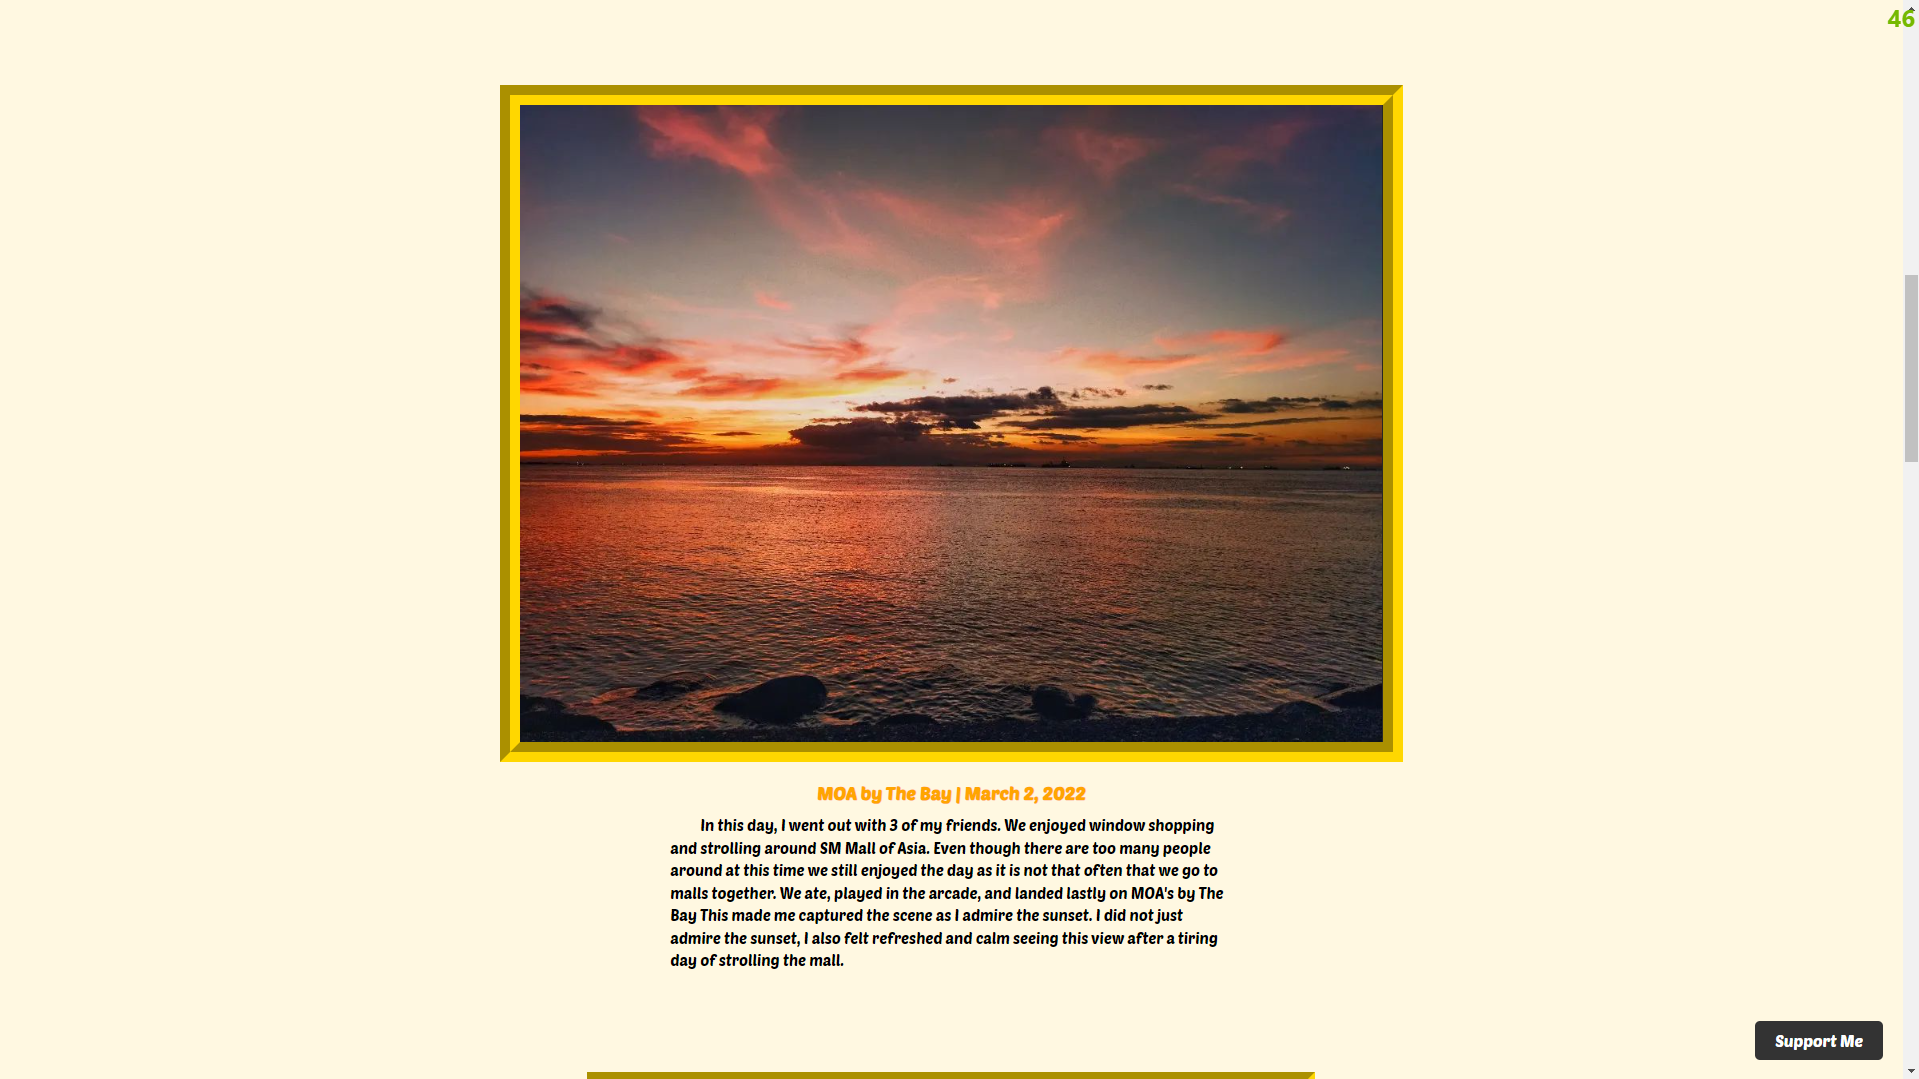 46
MOA by The Bay | March 2, 2022
In this day, I went out with 3 of my friends. We enjoyed window shopping
and strolling around SM Mall of Asia. Even though there are too many people
around at this time we still enjoyed the day as it is not that often that we go to
malls together. We ate, played in the arcade, and landed lastly on MOA's by The
Bay This made me captured the scene as I admire the sunset. I did not just
admire the sunset, I also felt refreshed and calm seeing this view after a tiring
day of strolling the mall.
Support Me